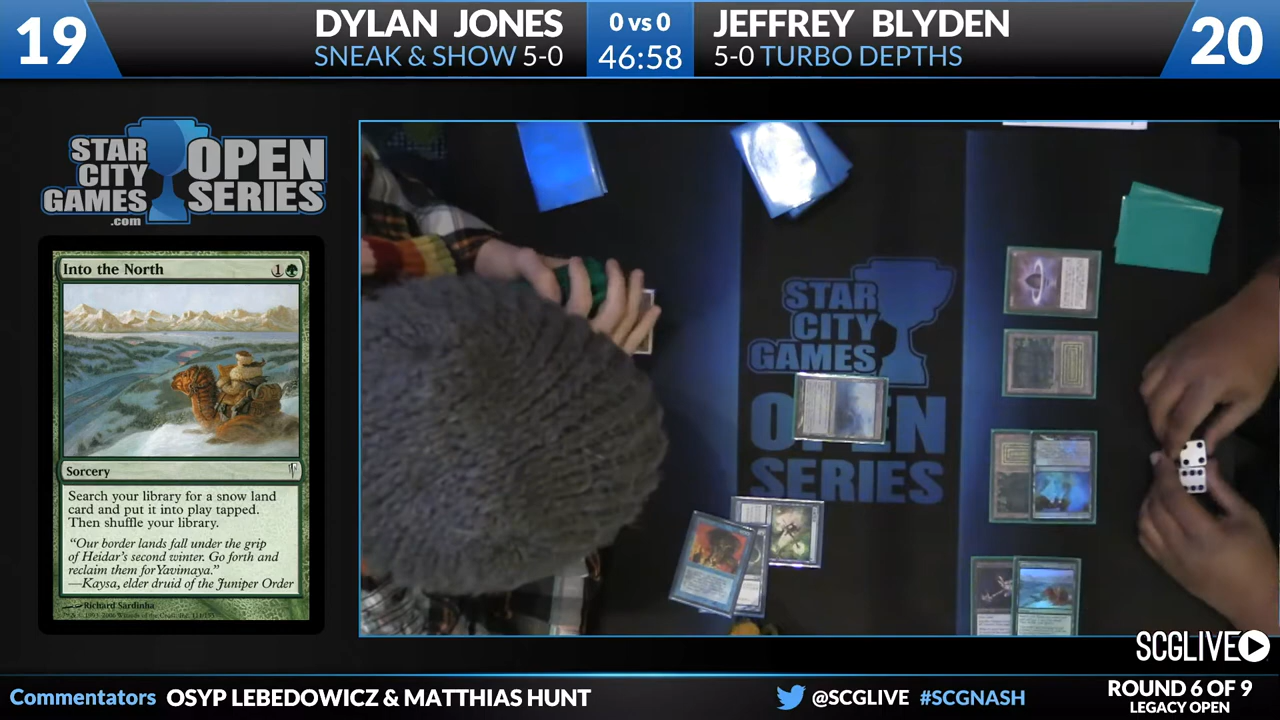 19
DYLAN JONES
SNEAK & SHOW 5-0
0 vs 0
46:58
JEFFREY BLYDEN
5-0 TURBO DEPTHS
20
STAR CITY GAMES .com OPEN SERIES
Into the North 1
Sorcery
Search your library for a snow land
card and put it into play tapped.
Then shuffle your library.
“Our border lands fall under the grip
of Heidar’s second winter. Go forth and
reclaim them for Yavimaya.”
—Kaysa, elder druid of the Juniper Order
Richard Sardinha
STAR
CITY
GAMES
OPEN
SERIES
SCGLIVE
Commentators OSYP LEBEDOWICZ & MATTHIAS HUNT
@SCGLIVE #SCGNASH
ROUND 6 OF 9
LEGACY OPEN